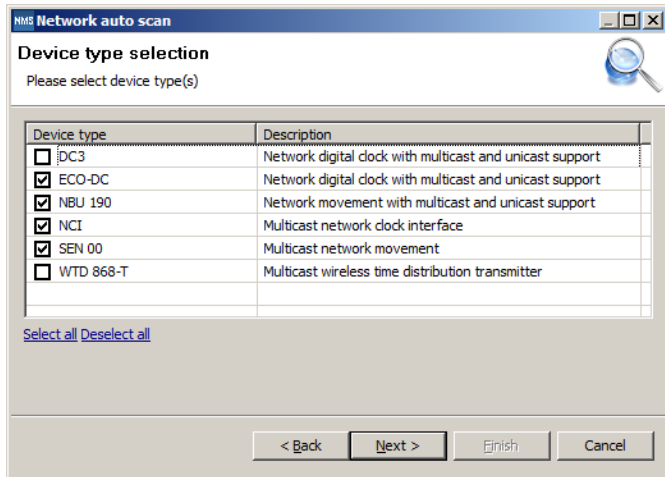 NMS Network auto scan
Device type selection
Please select device type(s)
Device type Description
DC3 Network digital clock with multicast and unicast support
ECO-DC Network digital clock with multicast and unicast support
NBU 190 Network movement with multicast and unicast support
NCI Multicast network clock interface
SEN 00 Multicast network movement
WTD 868-T Multicast wireless time distribution transmitter
Select all Deselect all
< Back Next > Finish Cancel